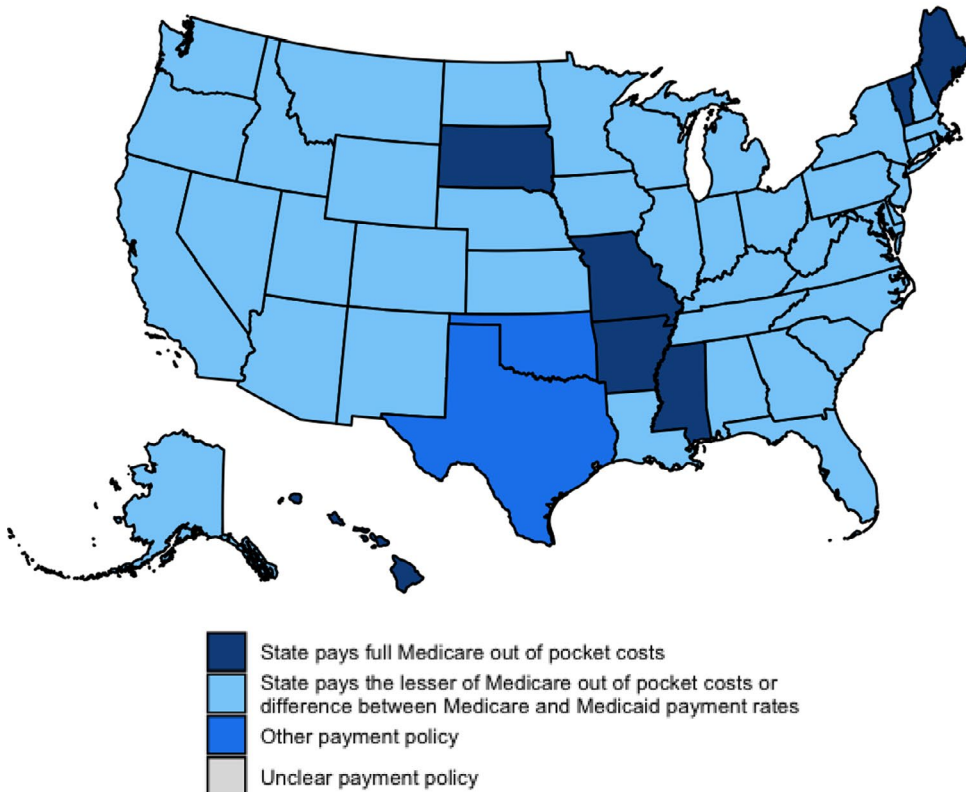 State pays full Medicare out of pocket costs
State pays the lesser of Medicare out of pocket costs or
difference between Medicare and Medicaid payment rates
Other payment policy
Unclear payment policy